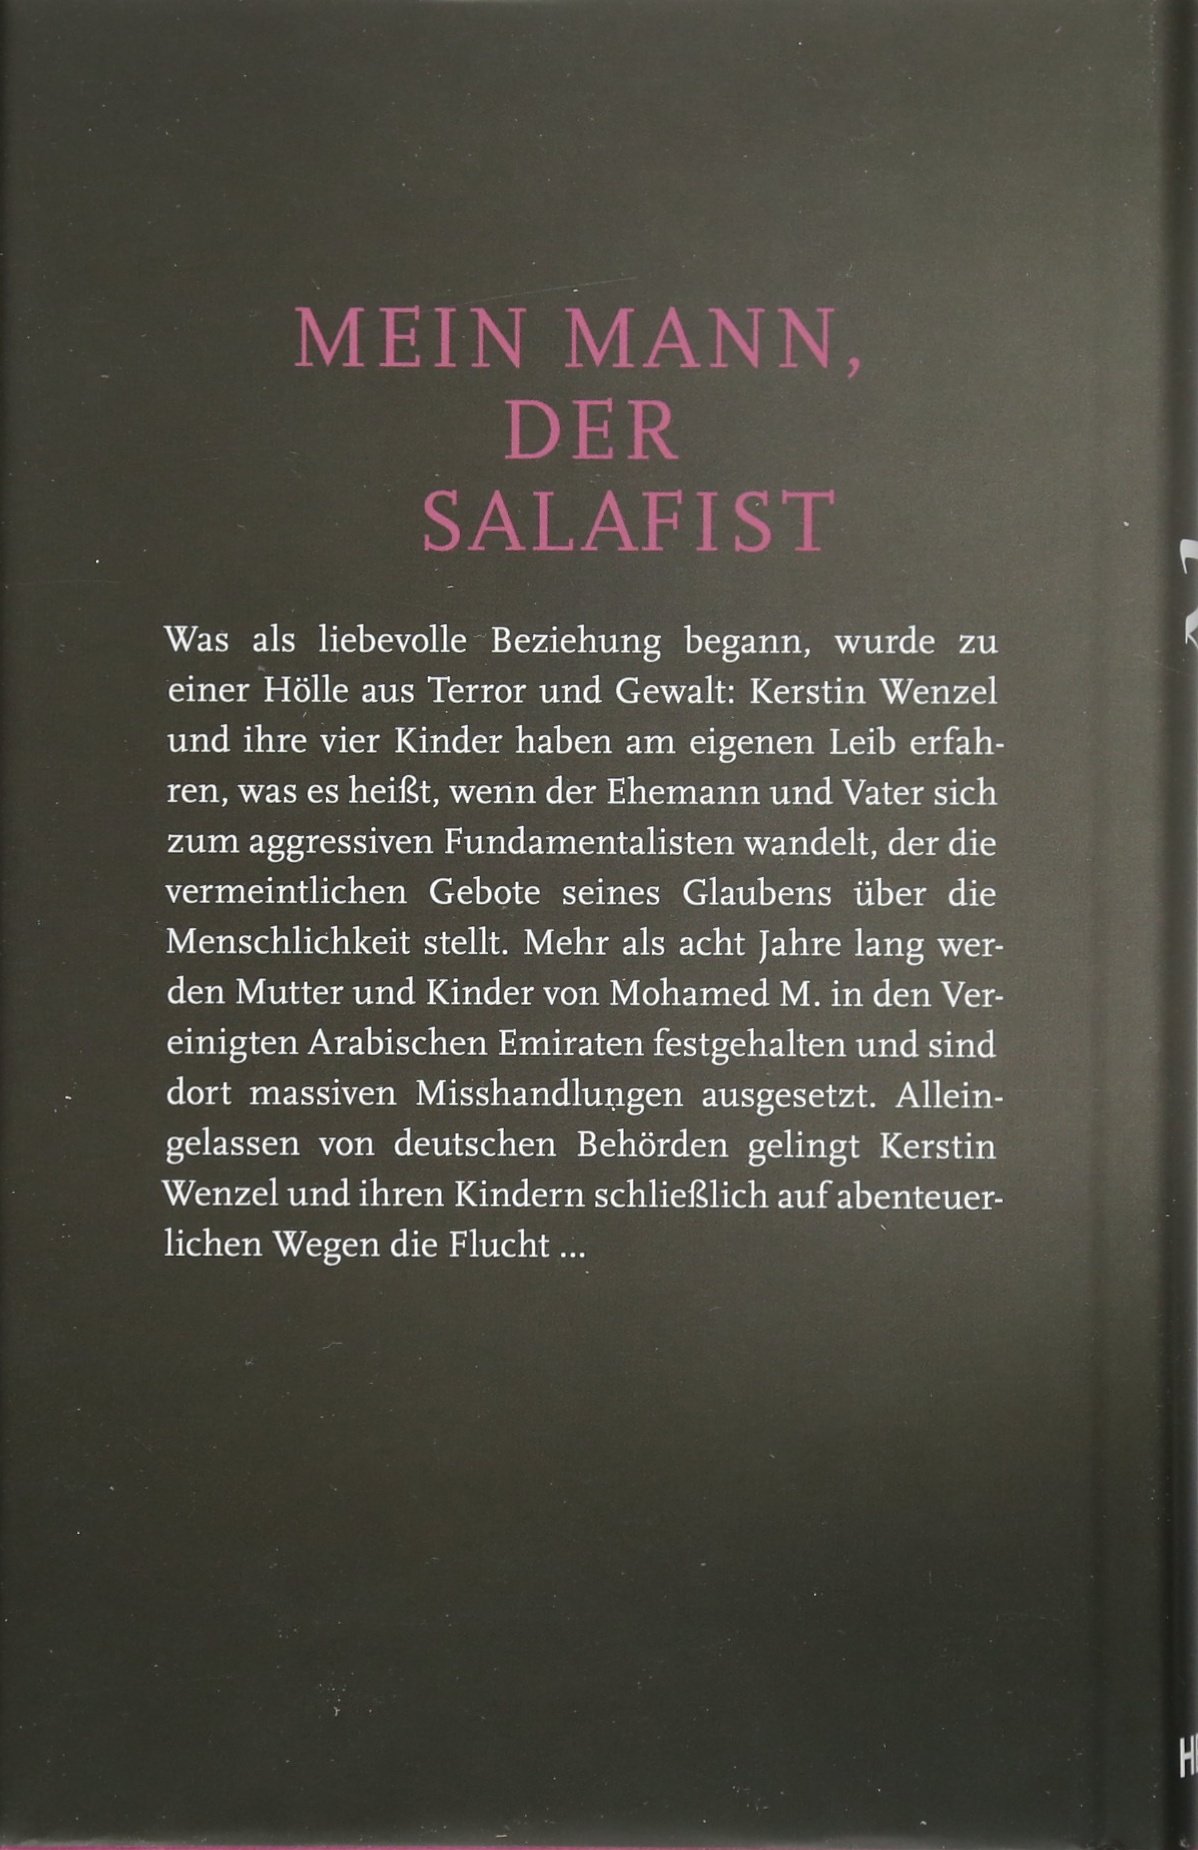 MEIN MANN,
DER
SALAFIST
Was als liebevolle Beziehung begann, wurde zu
einer Hölle aus Terror und Gewalt: Kerstin Wenzel
und ihre vier Kinder haben am eigenen Leib erfah-
ren, was es heißt, wenn der Ehemann und Vater sich
zum aggressiven Fundamentalisten wandelt, der die
vermeintlichen Gebote seines Glaubens über die
Menschlichkeit stellt. Mehr als acht Jahre lang wer-
den Mutter und Kinder von Mohamed M. in den Ver-
einigten Arabischen Emiraten festgehalten und sind
dort massiven Misshandlungen ausgesetzt. Allein-
gelassen von deutschen Behörden gelingt Kerstin
Wenzel und ihren Kindern schließlich auf abenteuer-
lichen Wegen die Flucht ...